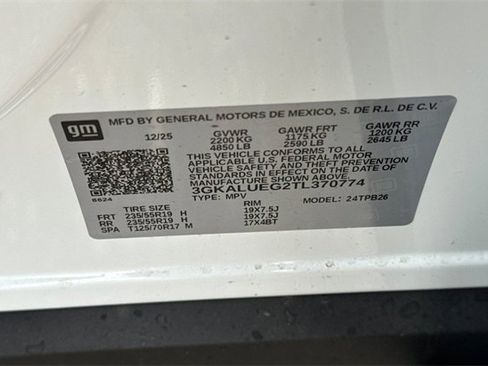 gm
MFD BY GENERAL MOTORS DE MEXICO, S. DE R.L. DE C.V.
12/25 GVWR GAWR FRT GAWR RR
2200 KG 1175 KG 1200 KG
4850 LB 2590 LB 2645 LB
THIS VEHICLE CONFORMS TO ALL
APPLICABLE U.S. FEDERAL MOTOR
VEHICLE SAFETY AND THEFT PREVENTION
STANDARDS IN EFFECT ON THE DATE OF
MANUFACTURE SHOWN ABOVE.
3GKALUEG2TL370774
TYPE: MPV MODEL: 24TPB26
6624
TIRE SIZE RIM
FRT 235/55R19 H 19X7.5J
RR 235/55R19 H 19X7.5J
SPA T125/70R17 M 17X4BT